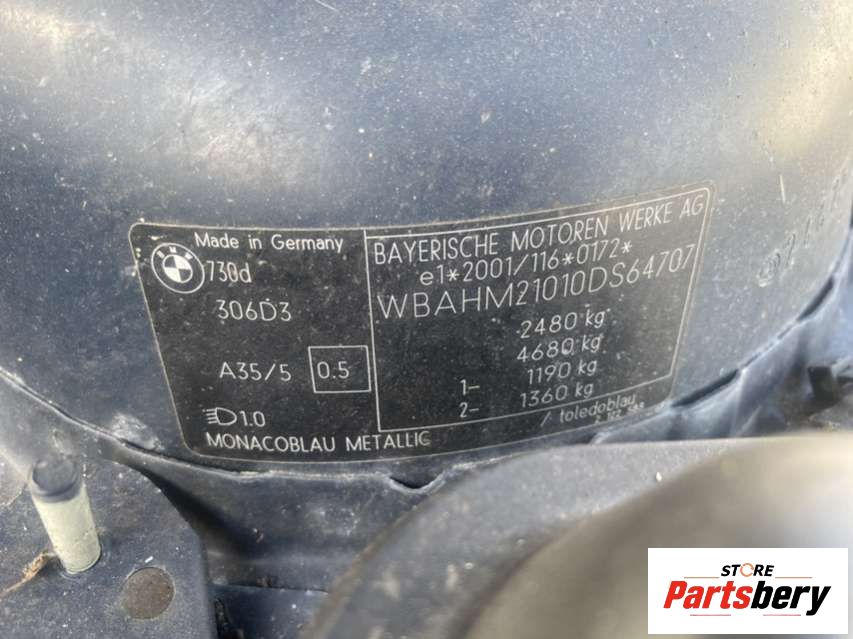 BMW
Made in Germany
730d
306D3
A35/5 0.5
1.0
MONACOBLAU METALLIC
BAYERISCHE MOTOREN WERKE AG
e1*2001/116*0172*
WBAHM21010DS64707
2480 kg
4680 kg
1- 1190 kg
2- 1360 kg
/ toledoblau
STORE
Partsbery